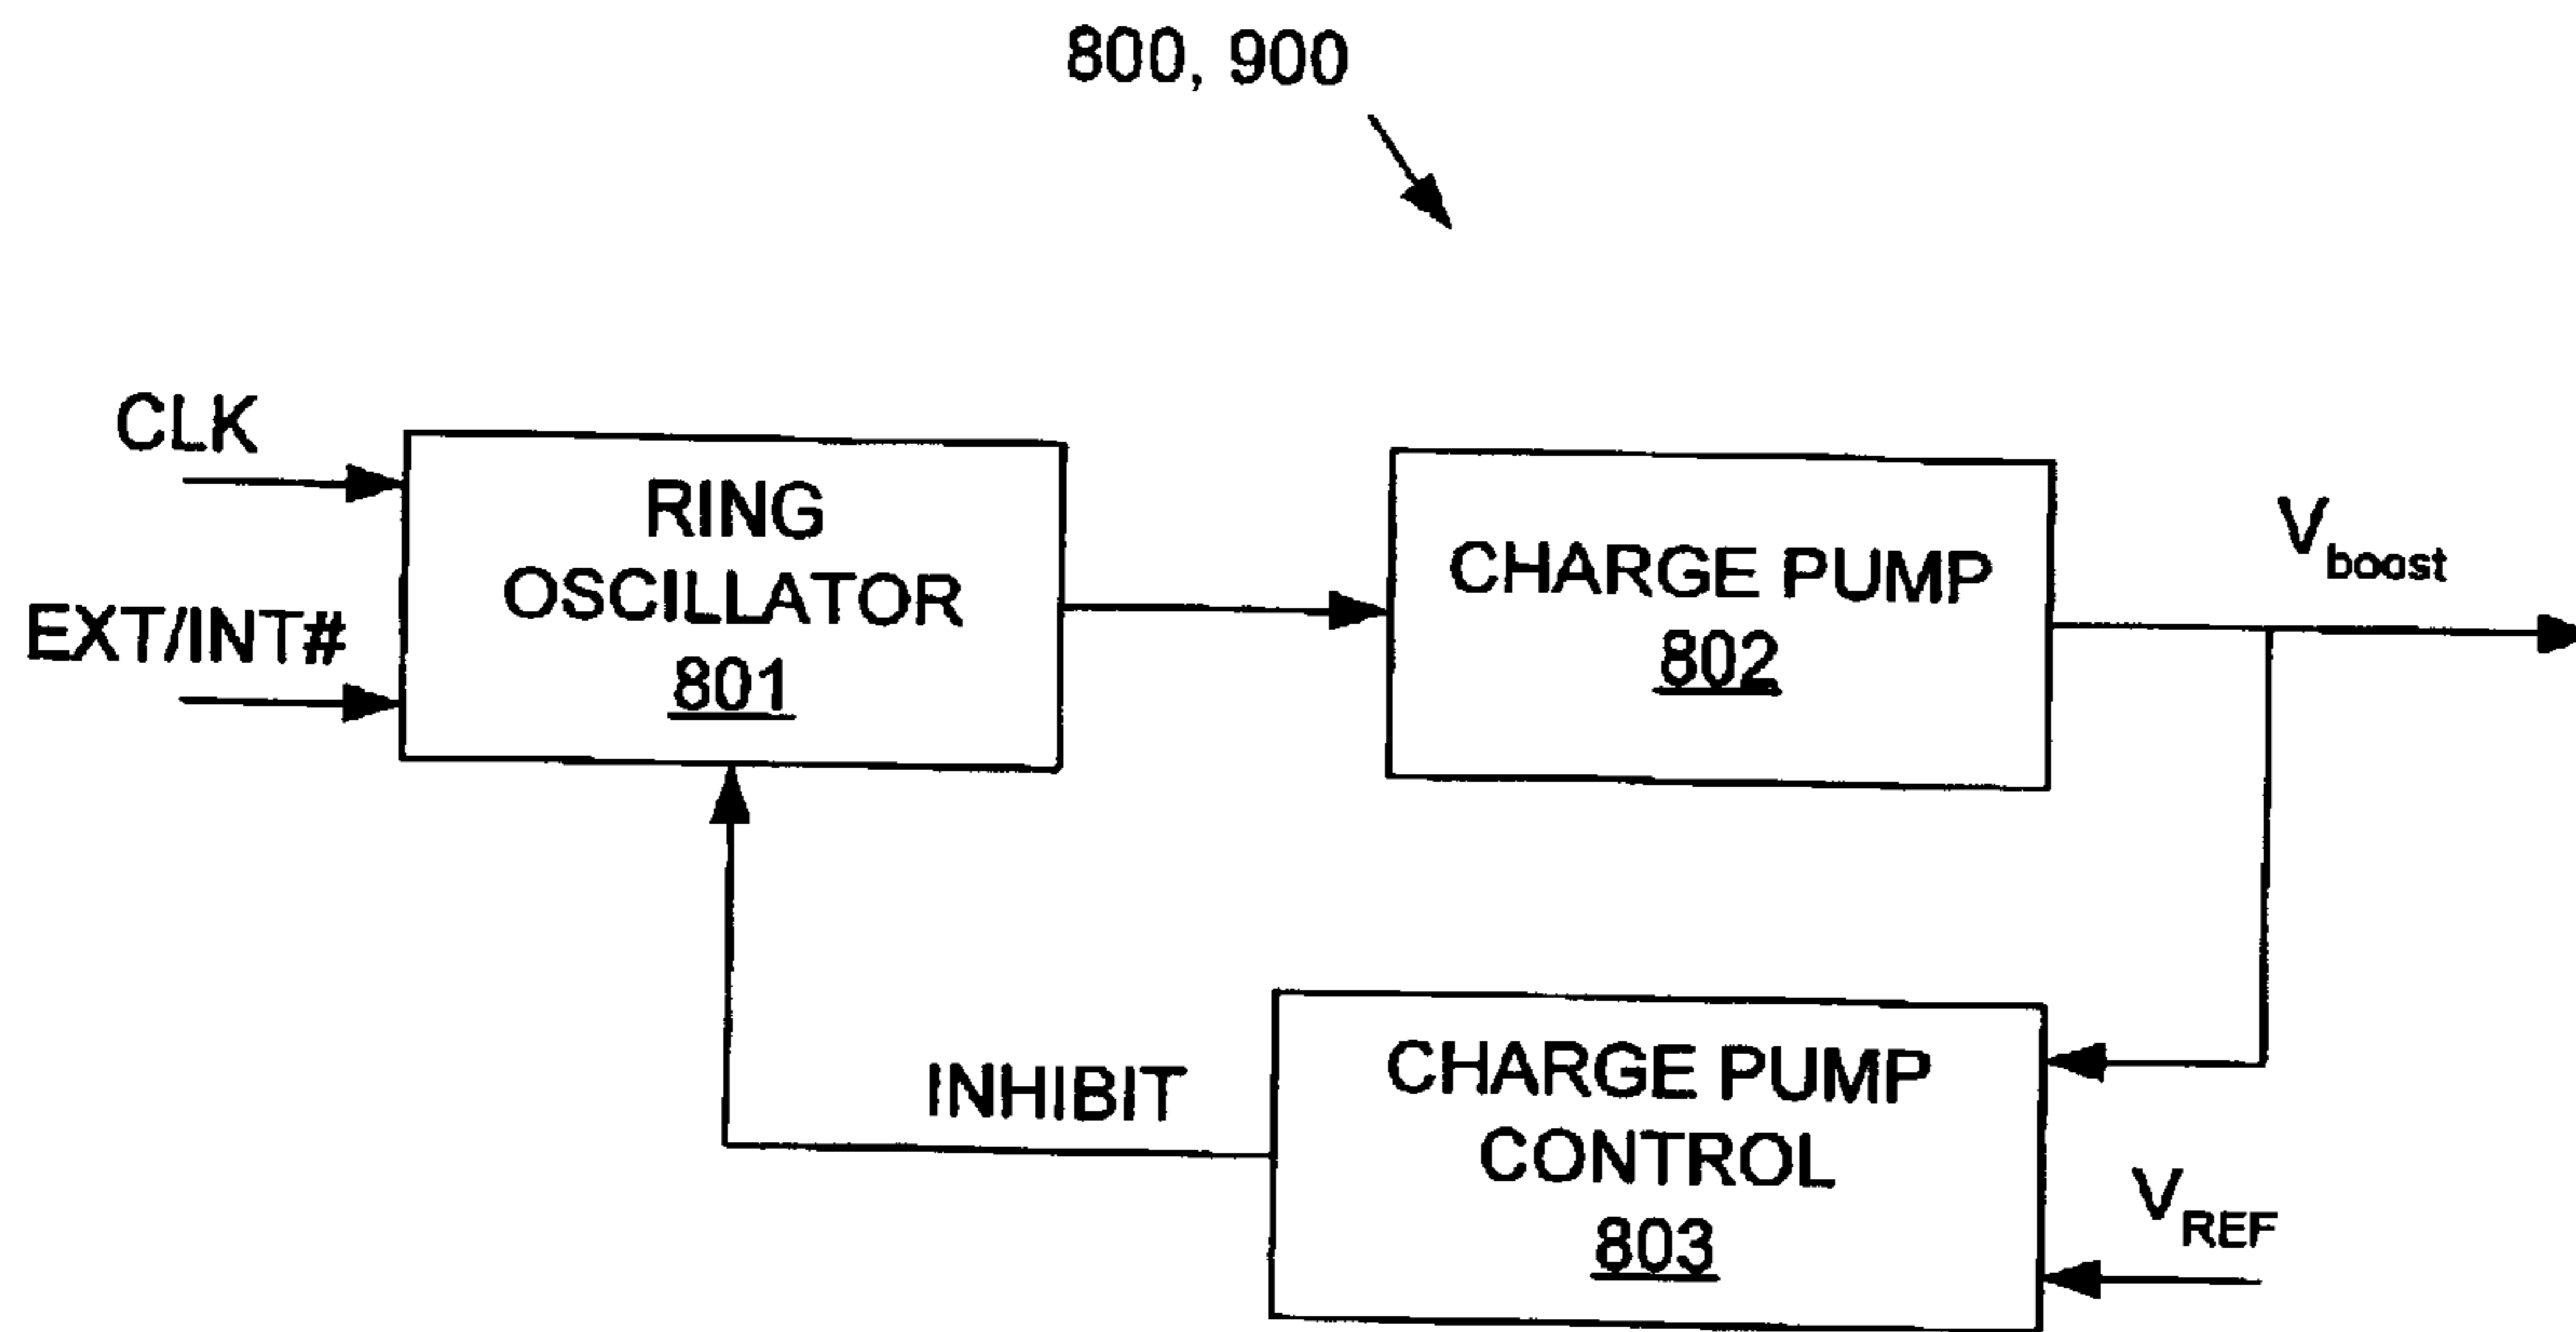 800, 900
CLK
EXT/INT#
RING
OSCILLATOR
801
CHARGE PUMP
802
Vboost
INHIBIT
CHARGE PUMP
CONTROL
803
VREF